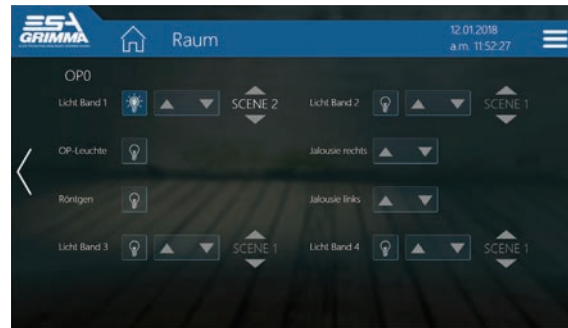 ESA
GRIMMA
Raum
12.01.2018
a.m. 11:52:27
OP0
Licht Band 1
SCENE 2
Licht Band 2
SCENE 1
OP-Leuchte
Jalousie rechts
Röntgen
Jalousie links
Licht Band 3
SCENE 1
Licht Band 4
SCENE 1